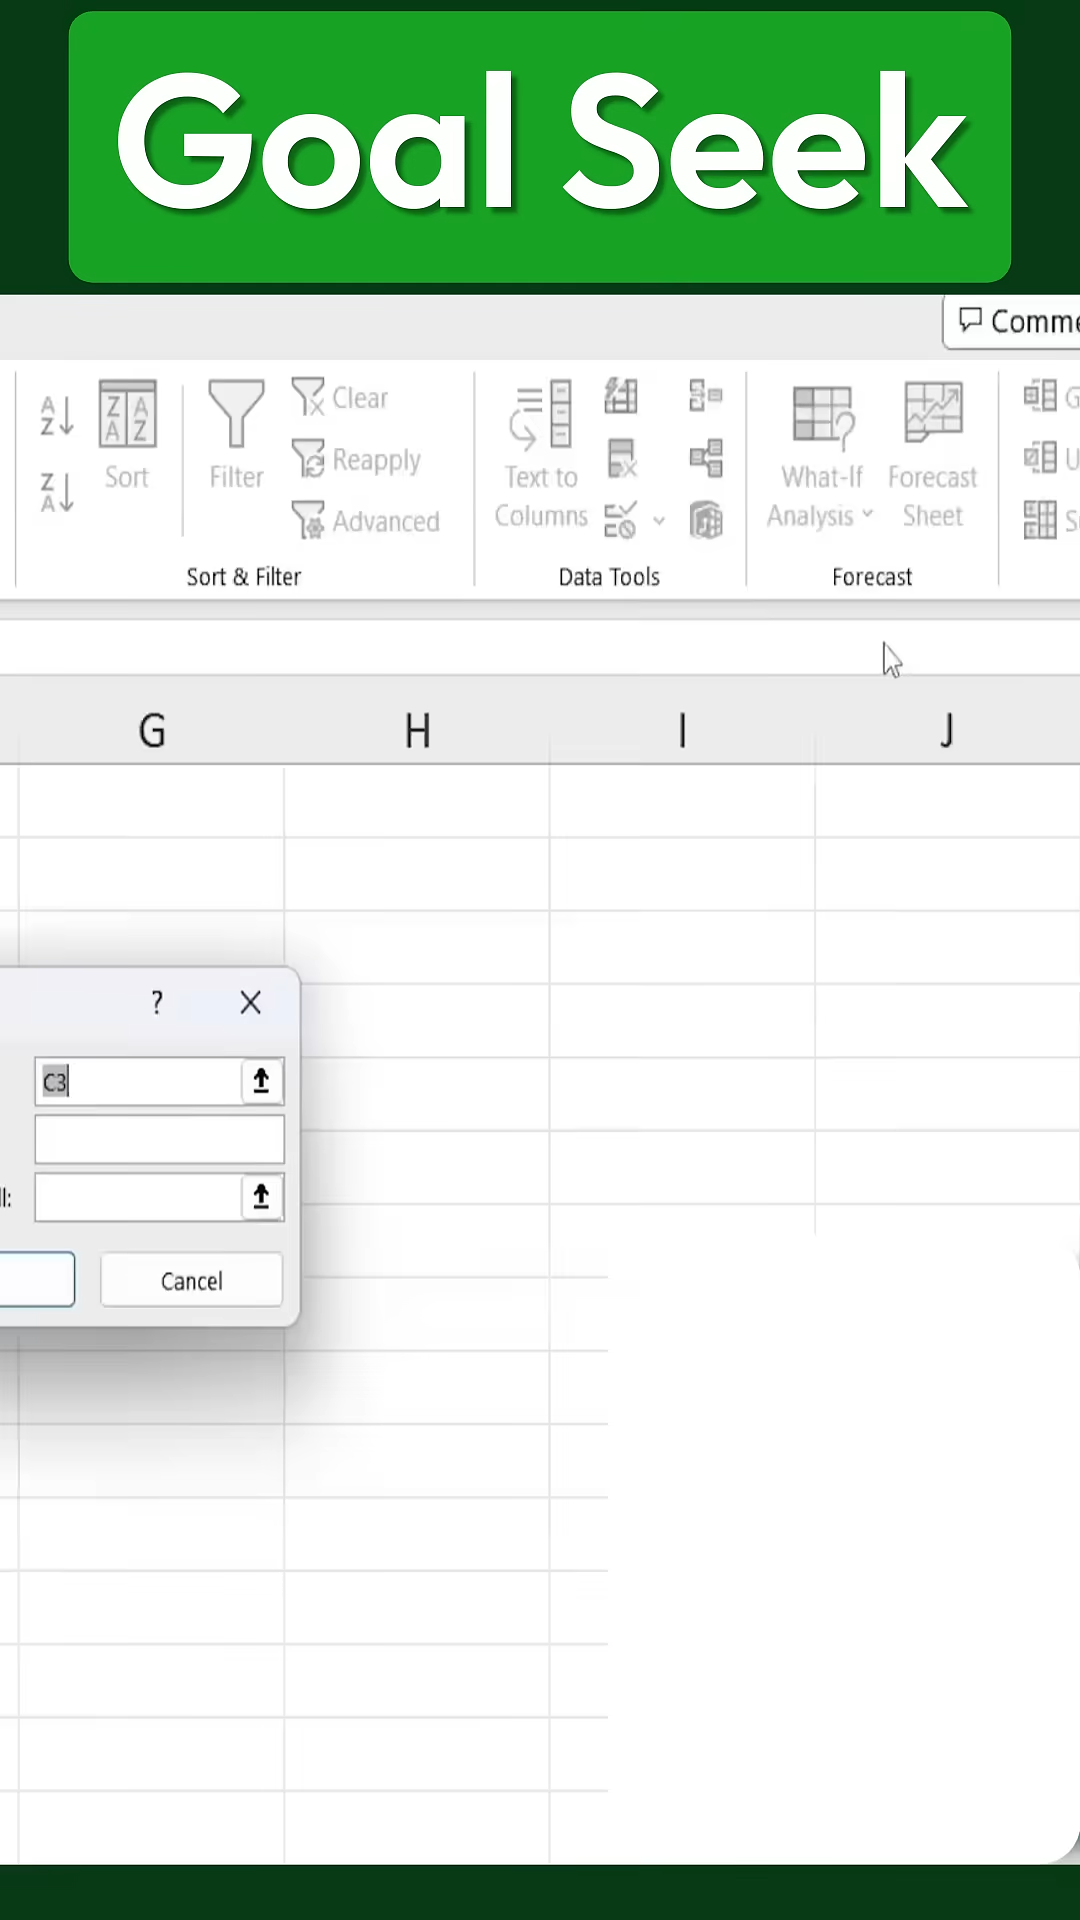 Goal Seek
Comme
A
Z
Z
A
Z A
A Z
Sort
Filter
Clear
Reapply
Advanced
Text to
Columns
What-If
Analysis
Forecast
Sheet
G
U
S
Sort & Filter
Data Tools
Forecast
G H I J
?
C3
ll:
Cancel